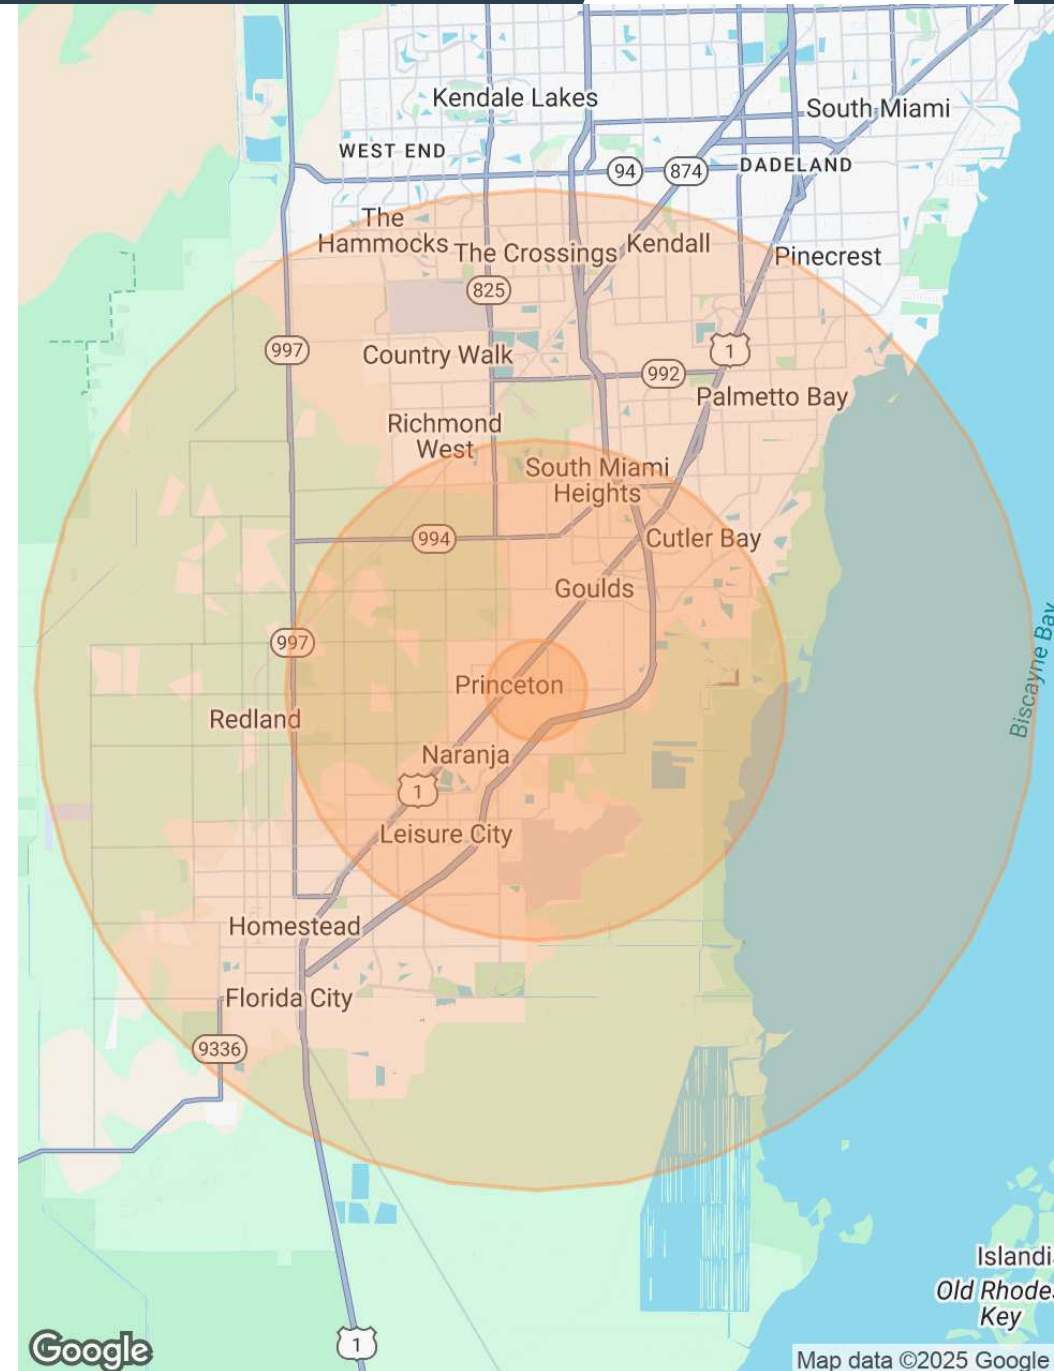 Kendale Lakes
South Miami
WEST END
94
874
DADELAND
The
Hammocks
The Crossings
Kendall
Pinecrest
825
997
Country Walk
1
992
Palmetto Bay
Richmond
West
South Miami
Heights
994
Cutler Bay
Goulds
997
Princeton
Biscayne Bay
Redland
Naranja
1
Leisure City
Homestead
Florida City
9336
Islandi
Old Rhodes
Key
1
Google
Map data ©2025 Google